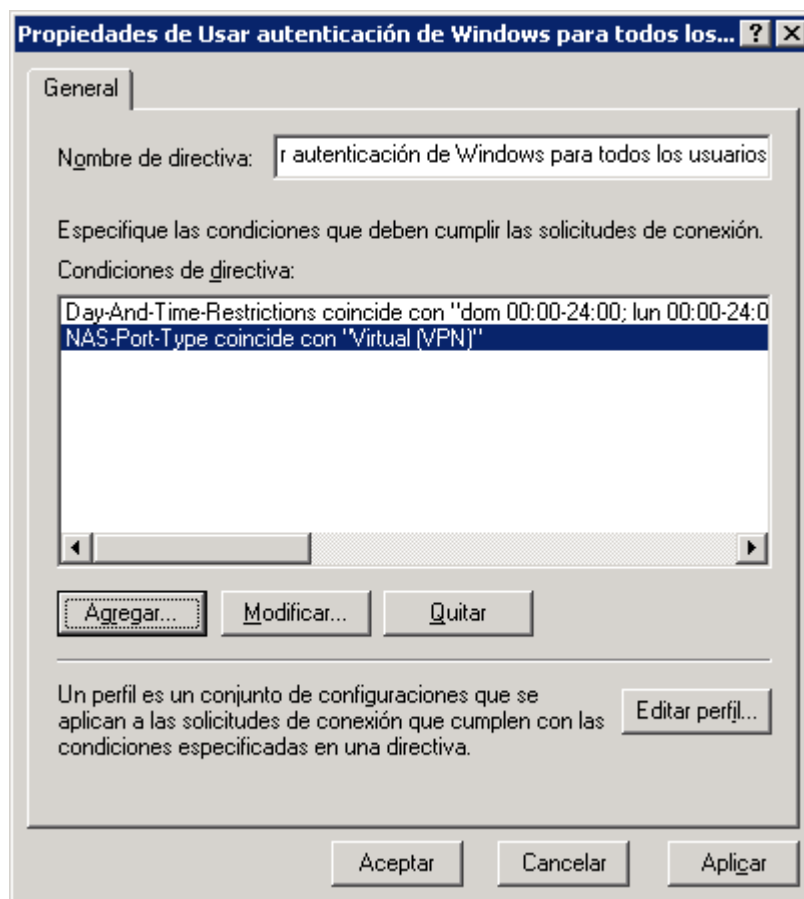 Propiedades de Usar autenticación de Windows para todos los...
General
Nombre de directiva: r autenticación de Windows para todos los usuarios
Especifique las condiciones que deben cumplir las solicitudes de conexión.
Condiciones de directiva:
Day-And-Time-Restrictions coincide con "dom 00:00-24:00; lun 00:00-24:0
NAS-Port-Type coincide con "Virtual (VPN)"
Agregar... Modificar... Quitar
Un perfil es un conjunto de configuraciones que se
aplican a las solicitudes de conexión que cumplen con las
condiciones especificadas en una directiva.
Editar perfil...
Aceptar Cancelar Aplicar